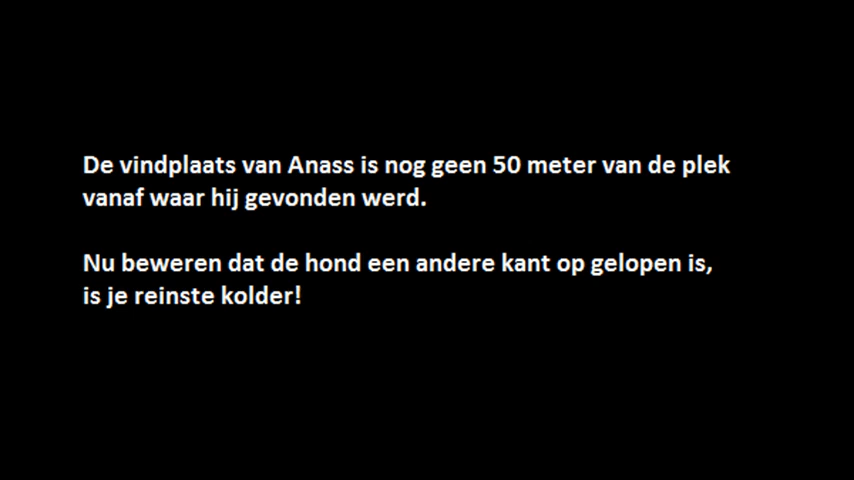 De vindplaats van Anass is nog geen 50 meter van de plek
vanaf waar hij gevonden werd.
Nu beweren dat de hond een andere kant op gelopen is,
is je reinste kolder!